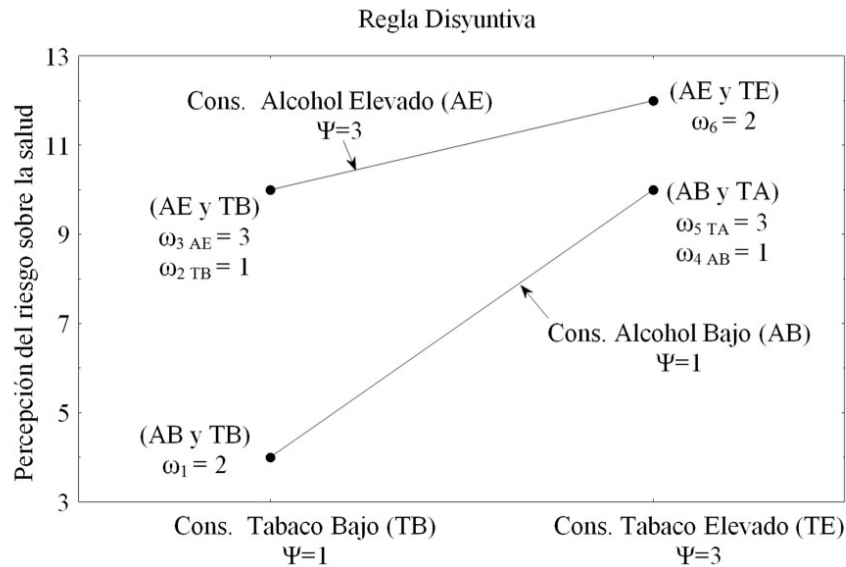 Regla Disyuntiva
Percepción del riesgo sobre la salud
13
11
9
7
5
3
Cons. Alcohol Elevado (AE)
Ψ=3
(AE y TE)
ω₆ = 2
(AE y TB)
ω₃ AE = 3
ω₂ TB = 1
(AB y TA)
ω₅ TA = 3
ω₄ AB = 1
Cons. Alcohol Bajo (AB)
Ψ=1
(AB y TB)
ω₁ = 2
Cons. Tabaco Bajo (TB)
Ψ=1
Cons. Tabaco Elevado (TE)
Ψ=3